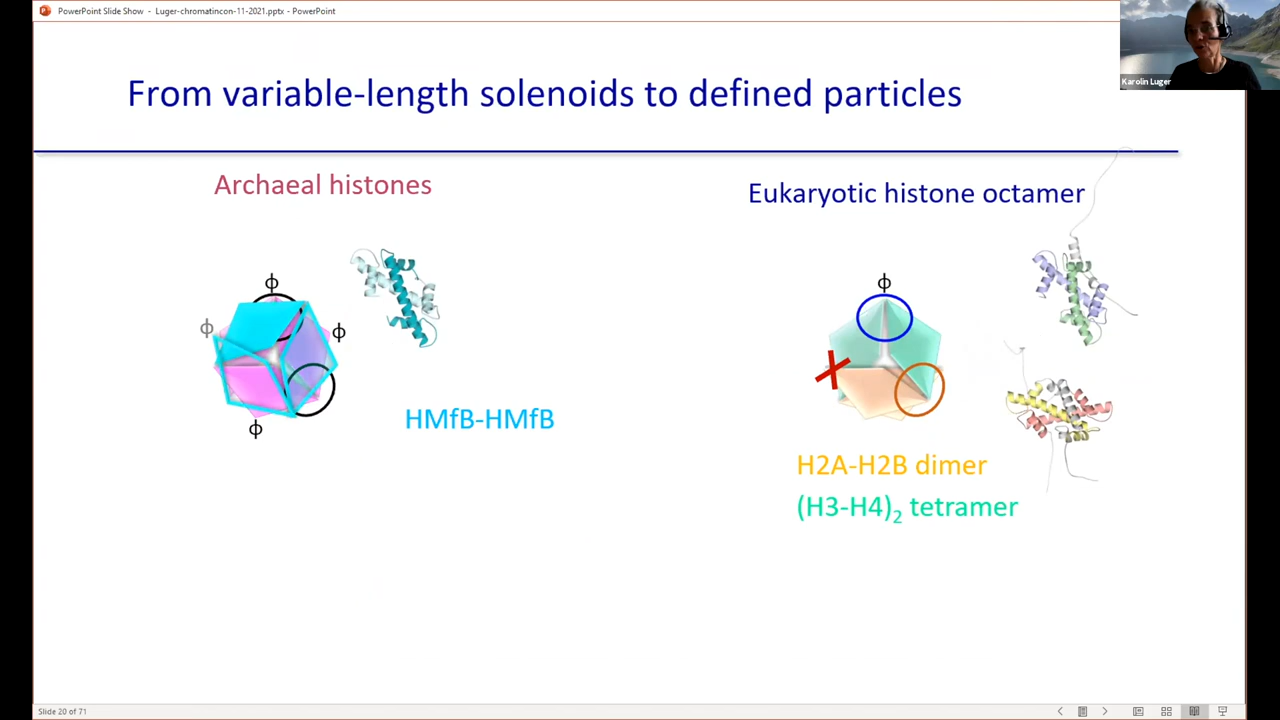 PowerPoint Slide Show - Luger-chromatincon-11-2021.pptx - PowerPoint
Karolin Luger
From variable-length solenoids to defined particles
Archaeal histones
Eukaryotic histone octamer
ϕ
ϕ
ϕ
ϕ
ϕ
HMfB-HMfB
H2A-H2B dimer
(H3-H4)₂ tetramer
Slide 20 of 71